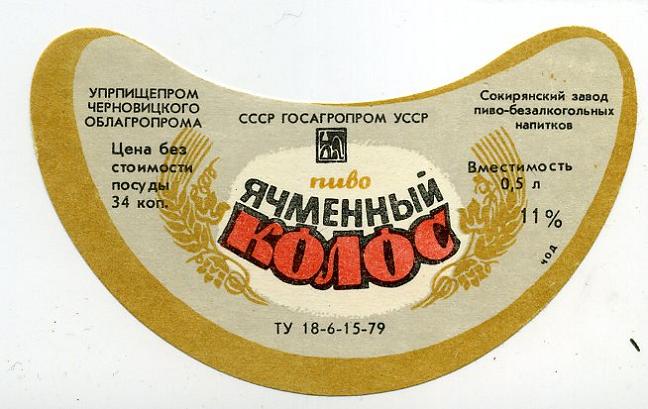 УПРПИЩЕПРОМ
ЧЕРНОВИЦКОГО
ОБЛАГРОПРОМА
Цена без
стоимости
посуды
34 коп.
СССР ГОСАГРОПРОМ УССР
пиво
ЯЧМЕННЫЙ
КОЛОС
ТУ 18-6-15-79
Сокирянский завод
пиво-безалкогольных
напитков
Вместимость
0,5 л
11%
ЧОД